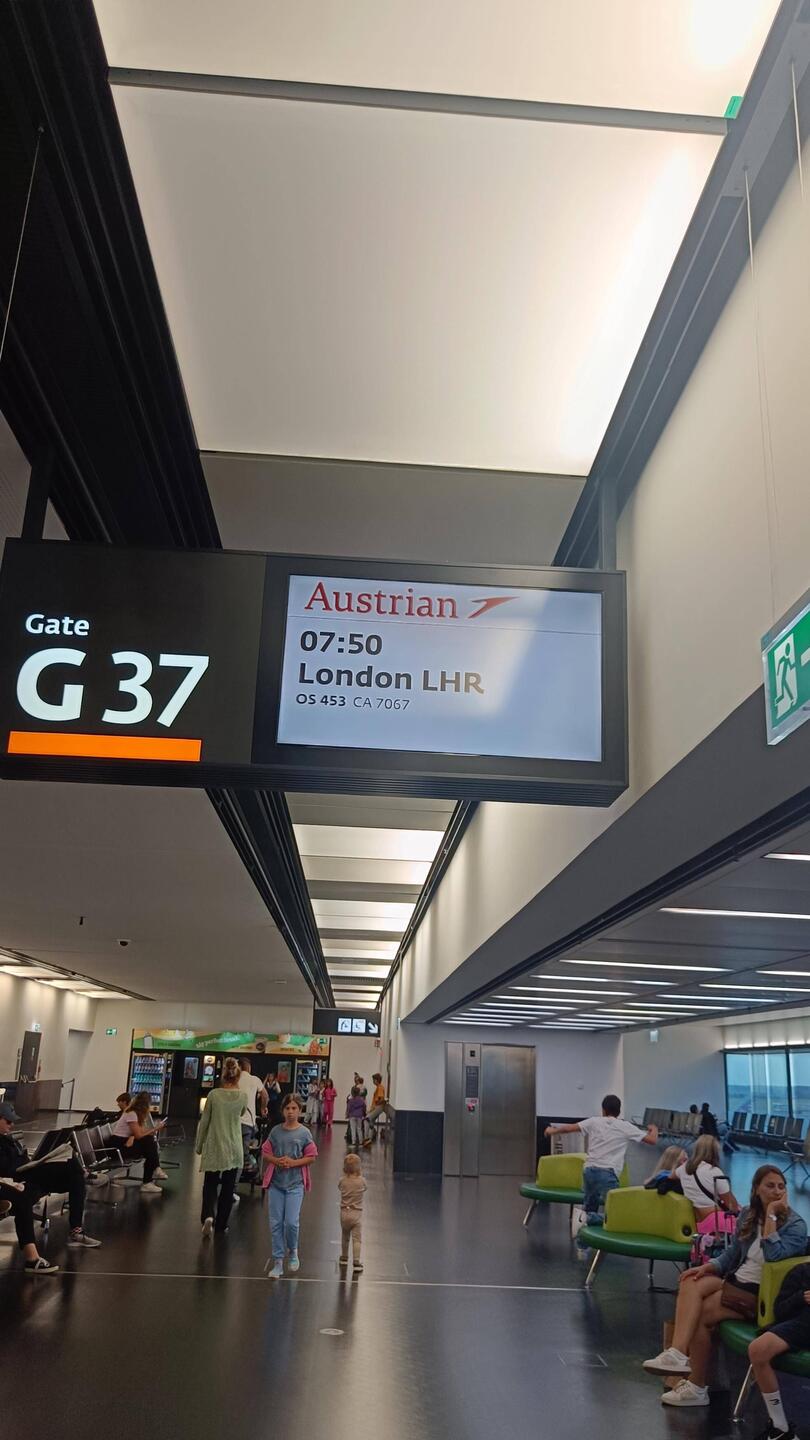 Gate
G 37
Austrian
07:50
London LHR
OS 453 CA 7067